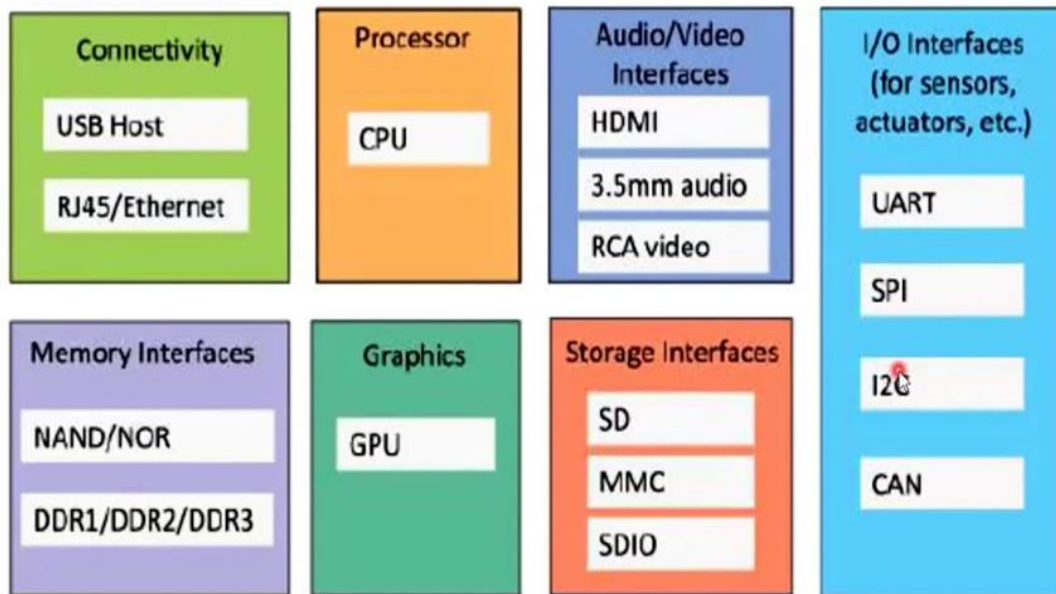 Connectivity
USB Host
RJ45/Ethernet
Processor
CPU
Audio/Video
Interfaces
HDMI
3.5mm audio
RCA video
I/O Interfaces
(for sensors,
actuators, etc.)
UART
SPI
I2C
CAN
Memory Interfaces
NAND/NOR
DDR1/DDR2/DDR3
Graphics
GPU
Storage Interfaces
SD
MMC
SDIO